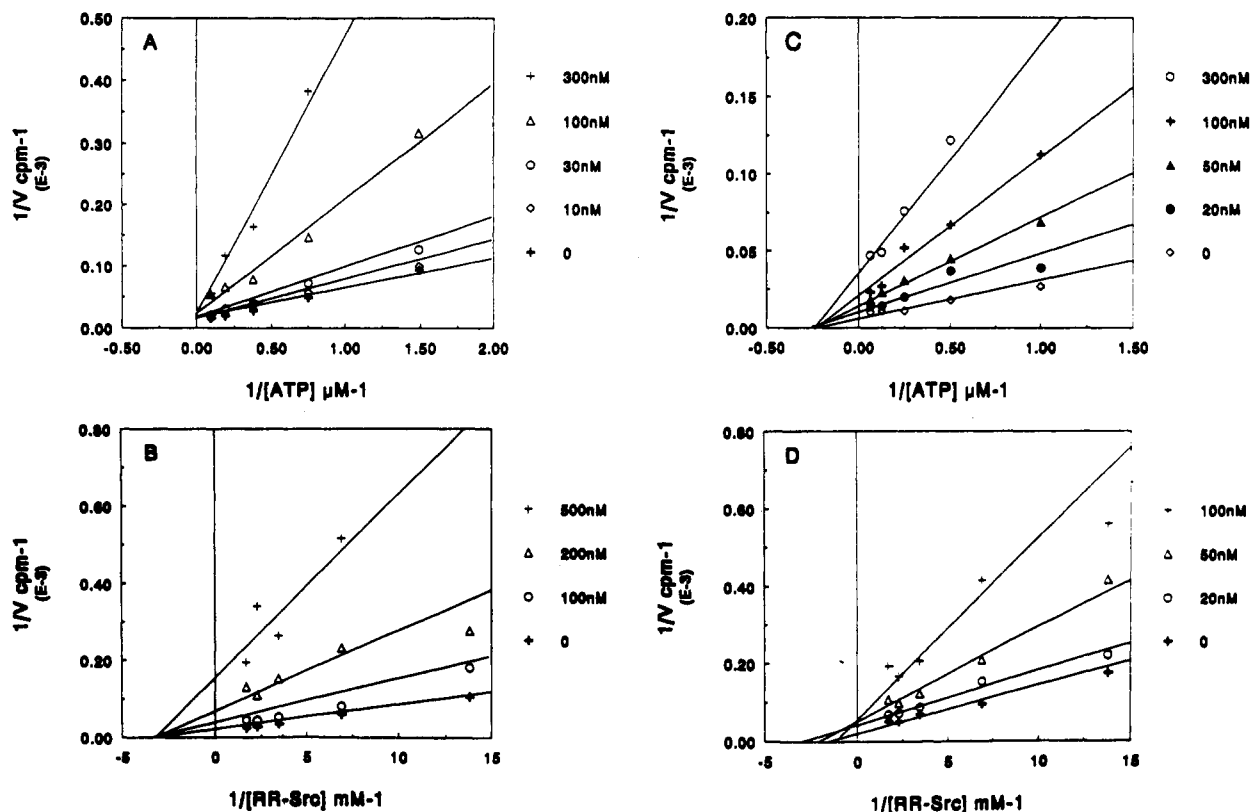 A
0.50
0.40
0.30
0.20
0.10
0.00
1/V cpm-1
(E-3)
-0.50
0.00
0.50
1.00
1.50
2.00
1/[ATP] µM-1
300nM
100nM
30nM
10nM
0
C
0.20
0.15
0.10
0.05
0.00
1/V cpm-1
(E-3)
-0.50
0.00
0.50
1.00
1.50
1/[ATP] µM-1
300nM
100nM
50nM
20nM
0
B
0.80
0.60
0.40
0.20
0.00
1/V cpm-1
(E-3)
-5
0
5
10
15
1/[RR-Src] mM-1
500nM
200nM
100nM
0
D
0.80
0.60
0.40
0.20
0.00
1/V cpm-1
(E-3)
-5
0
5
10
15
1/[RR-Src] mM-1
100nM
50nM
20nM
0